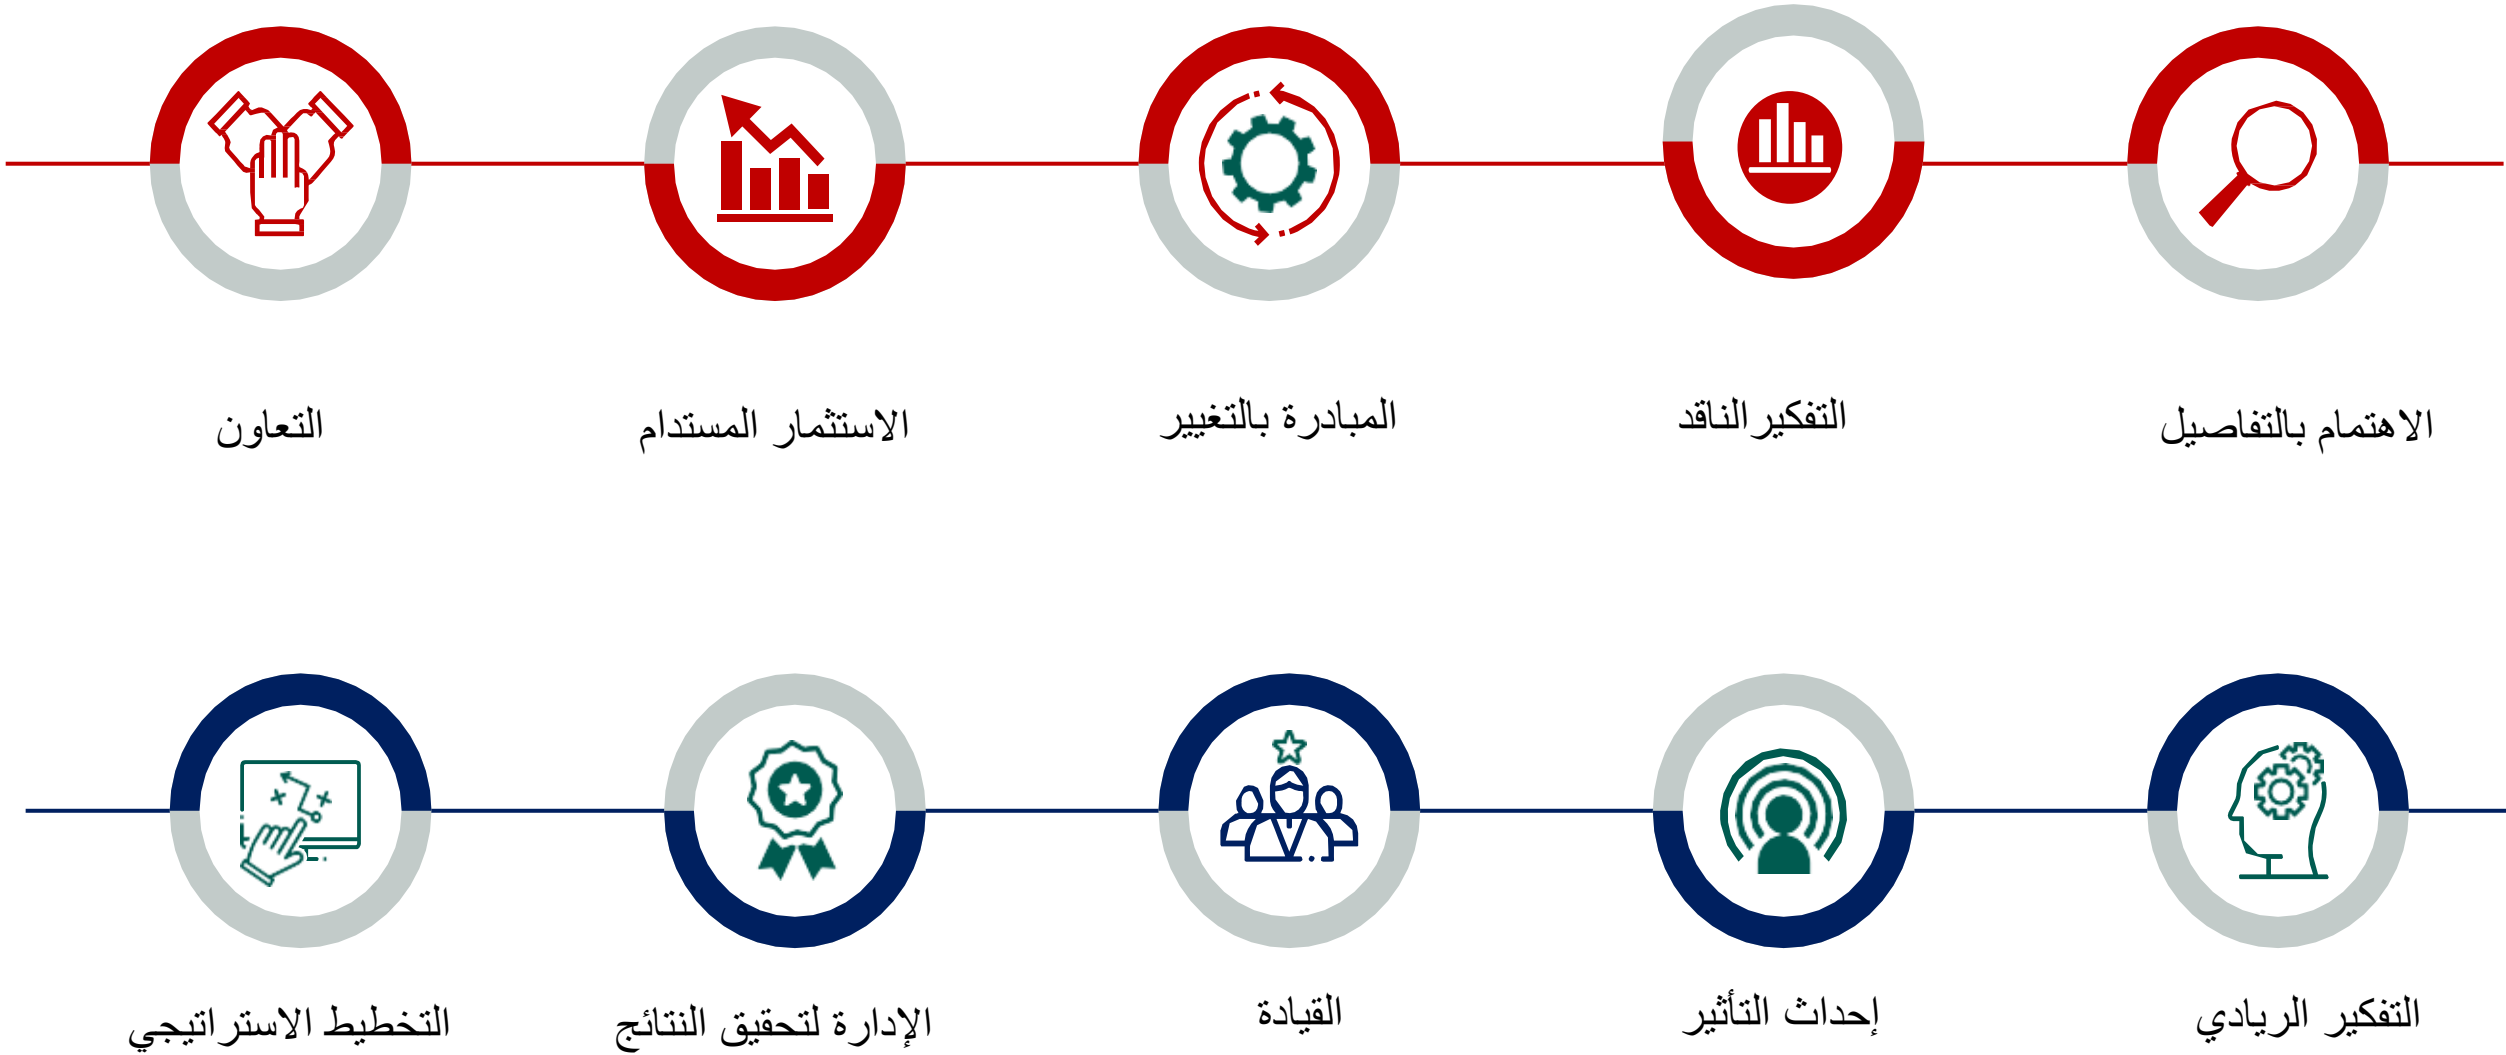 الاهتمام بالتفاصيل
التفكير الناقد
المبادرة بالتغيير
الاستثمار المستدام
التعاون
التفكير الريادي
إحداث التأثير
القيادة
الإدارة لتحقيق النتائج
التخطيط الاستراتيجي